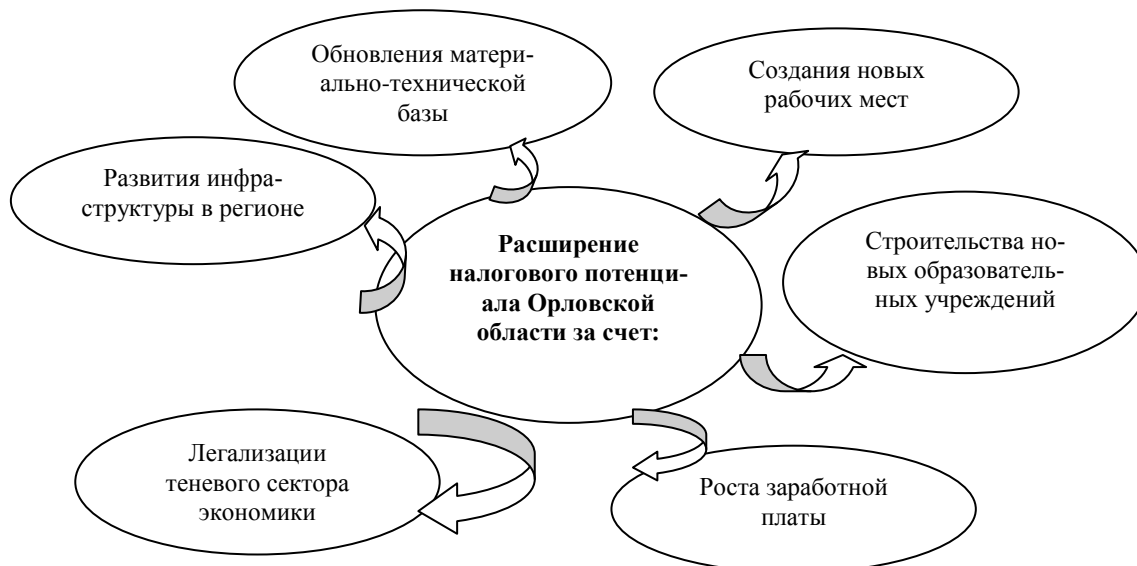 Обновления матери-
ально-технической
базы
Создания новых
рабочих мест
Развития инфра-
структуры в регионе
Расширение
налогового потенци-
ала Орловской
области за счет:
Строительства но-
вых образователь-
ных учреждений
Легализации
теневого сектора
экономики
Роста заработной
платы